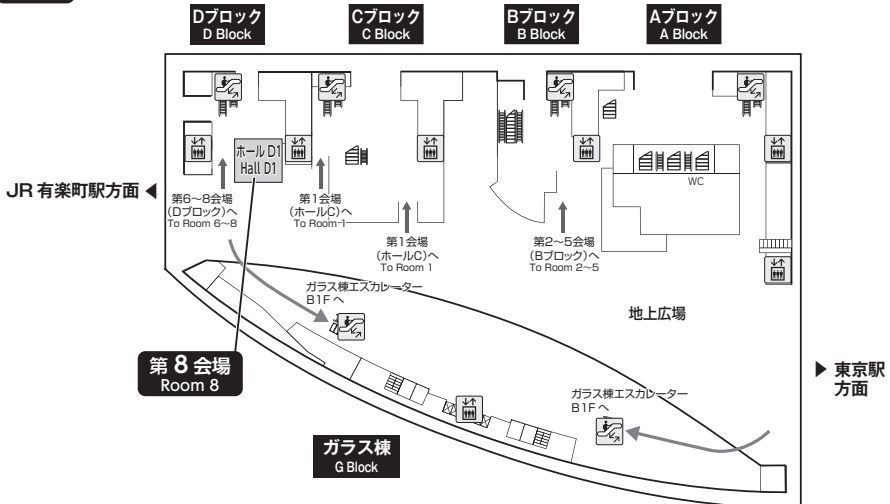 Dブロック
D Block
Cブロック
C Block
Bブロック
B Block
Aブロック
A Block
ホールD1
Hall D1
WC
JR 有楽町駅方面
第6～8会場
(Dブロック)へ
To Room 6～8
第1会場
(ホールC)へ
To Room 1
第1会場
(ホールC)へ
To Room 1
第2～5会場
(Bブロック)へ
To Room 2～5
ガラス棟エスカレーター
B1Fへ
地上広場
第8会場
Room 8
東京駅
方面
ガラス棟エスカレーター
B1Fへ
ガラス棟
G Block